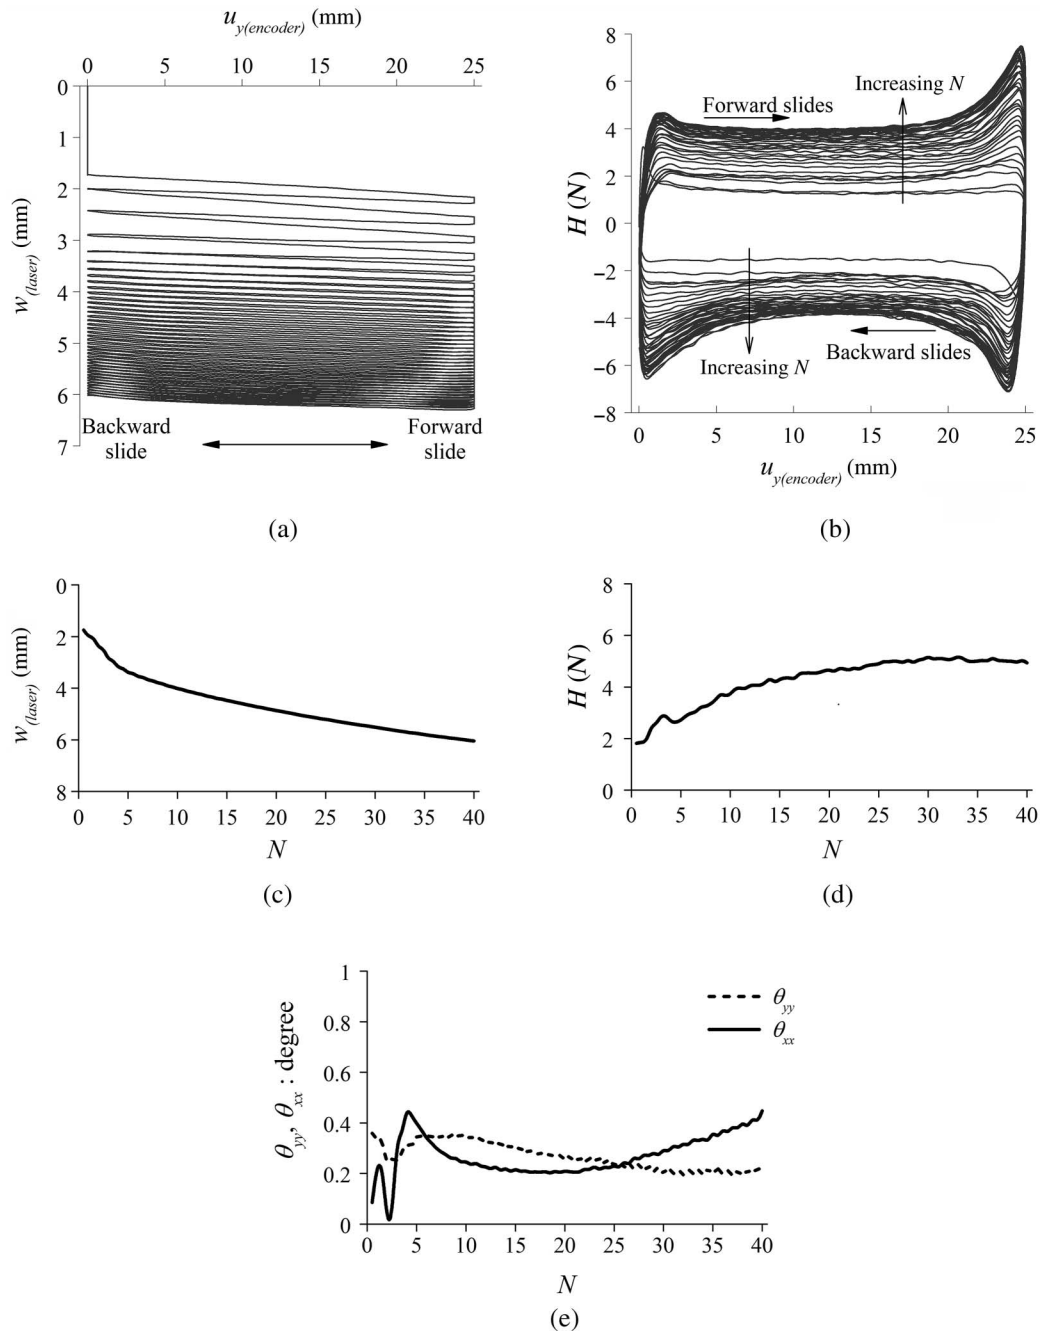 u_y(encoder) (mm)
0 5 10 15 20 25
0
1
2
3
4
5
6
7
w_(laser) (mm)
Backward slide
Forward slide
(a)
8
6
4
2
0
−2
−4
−6
−8
H (N)
Increasing N
Forward slides
Increasing N
Backward slides
0 5 10 15 20 25
u_y(encoder) (mm)
(b)
0
2
4
6
8
w_(laser) (mm)
0 5 10 15 20 25 30 35 40
N
(c)
8
6
4
2
0
H (N)
0 5 10 15 20 25 30 35 40
N
(d)
1
0.8
0.6
0.4
0.2
0
θ_yy, θ_xx : degree
θ_yy
θ_xx
0 5 10 15 20 25 30 35 40
N
(e)